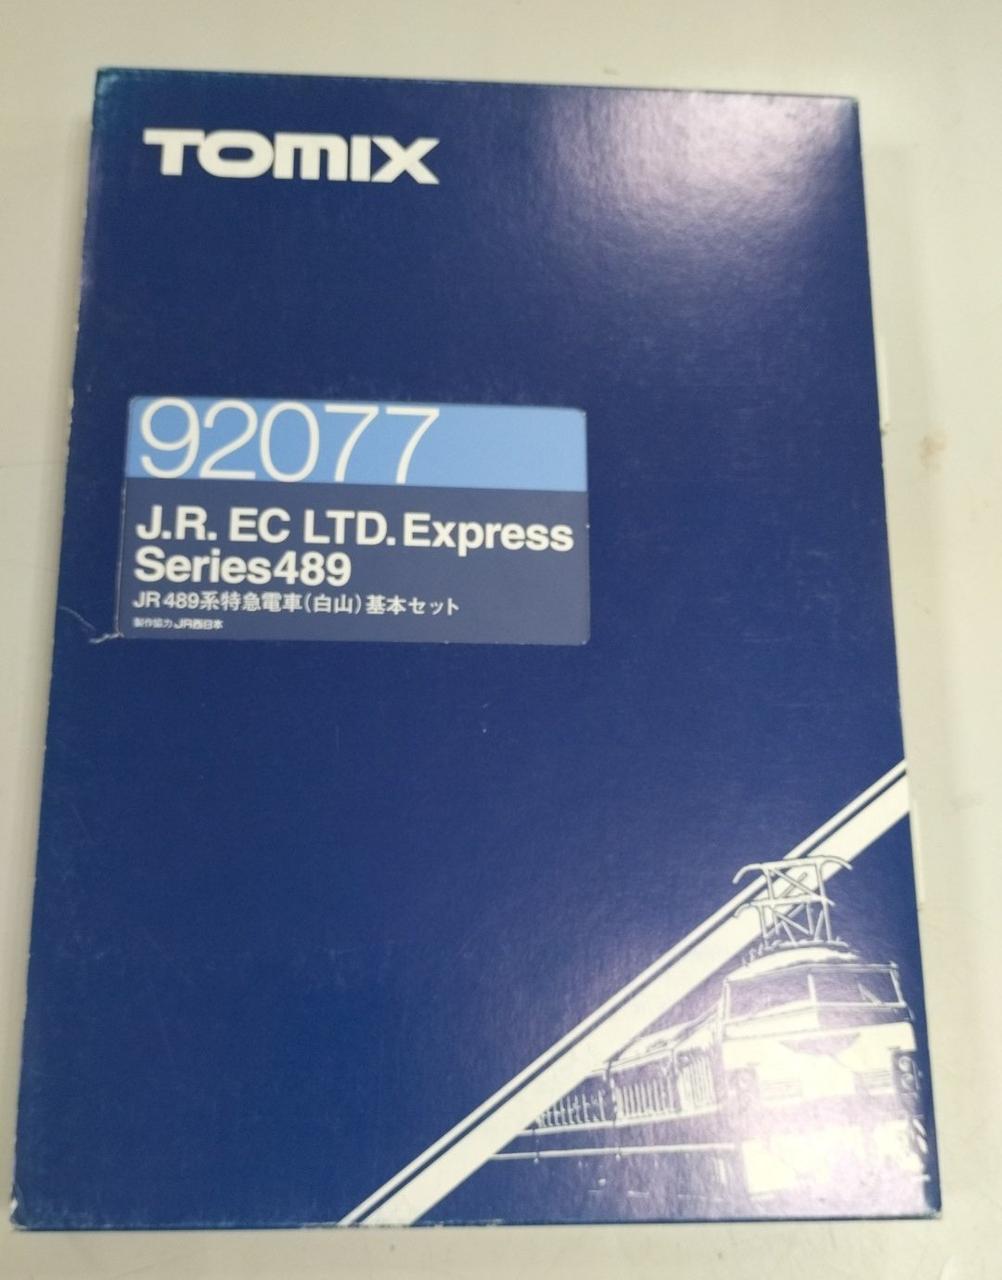 TOMIX
92077
J.R. EC LTD. Express
Series489
JR 489系特急電車(白山)基本セット
製作協力 JR西日本